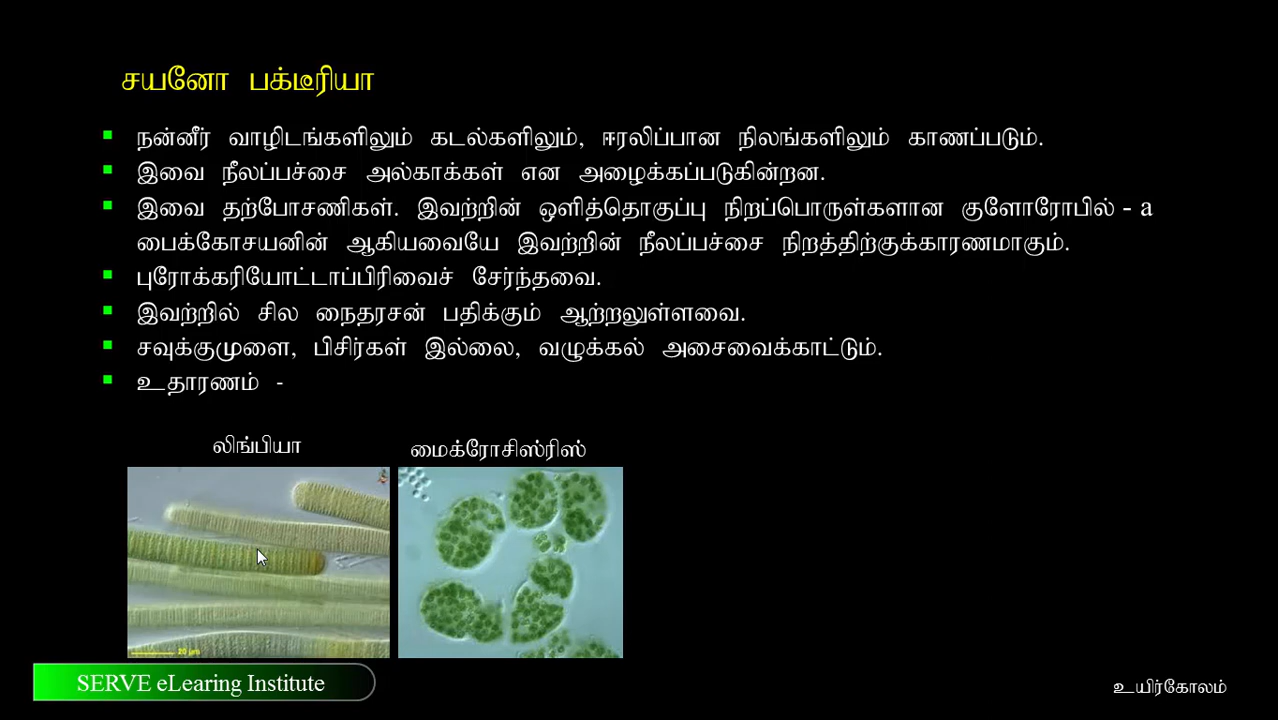 சயனோ பக்டீரியா
நன்னீர் வாழிடங்களிலும் கடல்களிலும், ஈரலிப்பான நிலங்களிலும் காணப்படும்.
இவை நீலப்பச்சை அல்காக்கள் என அழைக்கப்படுகின்றன.
இவை தற்போசணிகள். இவற்றின் ஒளித்தொகுப்பு நிறப்பொருள்களான குளோரோபில் - a
பைக்கோசயனின் ஆகியவையே இவற்றின் நீலப்பச்சை நிறத்திற்குக்காரணமாகும்.
புரோக்கரியோட்டாப்பிரிவைச் சேர்ந்தவை.
இவற்றில் சில நைதரசன் பதிக்கும் ஆற்றலுள்ளவை.
சவுக்குமுளை, பிசிர்கள் இல்லை, வழுக்கல் அசைவைக்காட்டும்.
உதாரணம் -
லிங்பியா மைக்ரோசிஸ்ரிஸ்
20 µm
SERVE eLearing Institute
உயிர்கோலம்